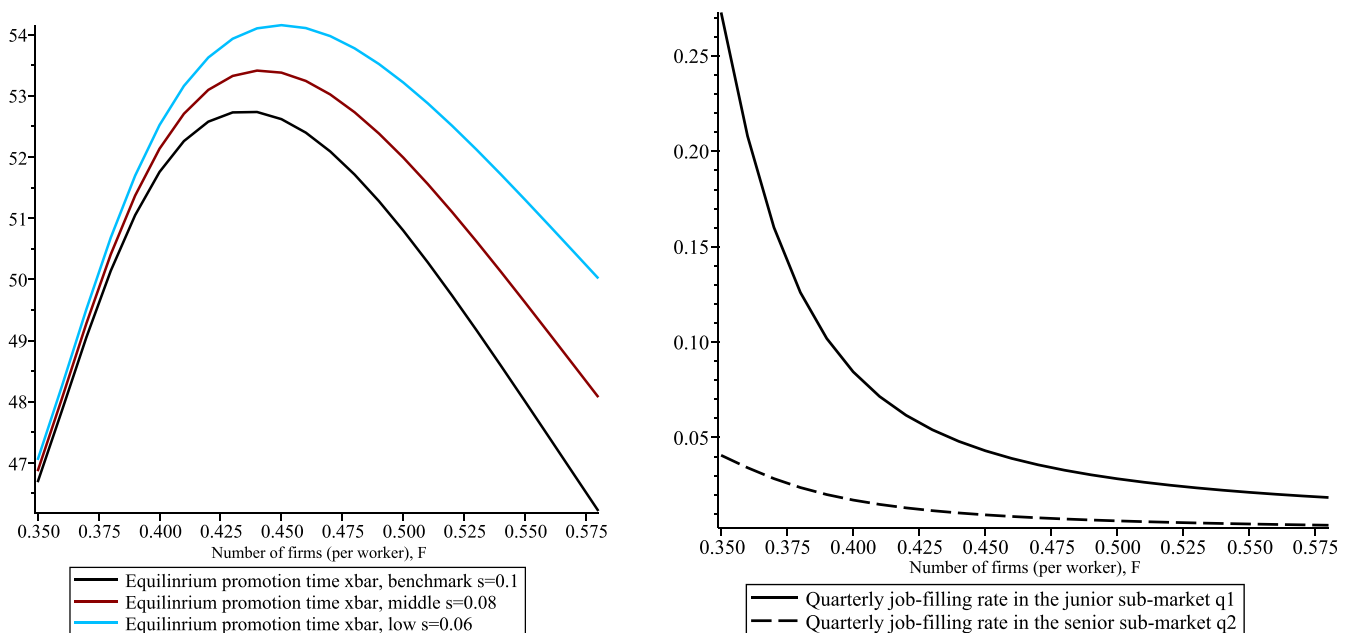 54
53
52
51
50
49
48
47
0.350 0.375 0.400 0.425 0.450 0.475 0.500 0.525 0.550 0.575
Number of firms (per worker), F
Equilinrium promotion time xbar, benchmark s=0.1
Equilinrium promotion time xbar, middle s=0.08
Equilinrium promotion time xbar, low s=0.06
0.25
0.20
0.15
0.10
0.05
0.350 0.375 0.400 0.425 0.450 0.475 0.500 0.525 0.550 0.575
Number of firms (per worker), F
Quarterly job-filling rate in the junior sub-market q1
Quarterly job-filling rate in the senior sub-market q2